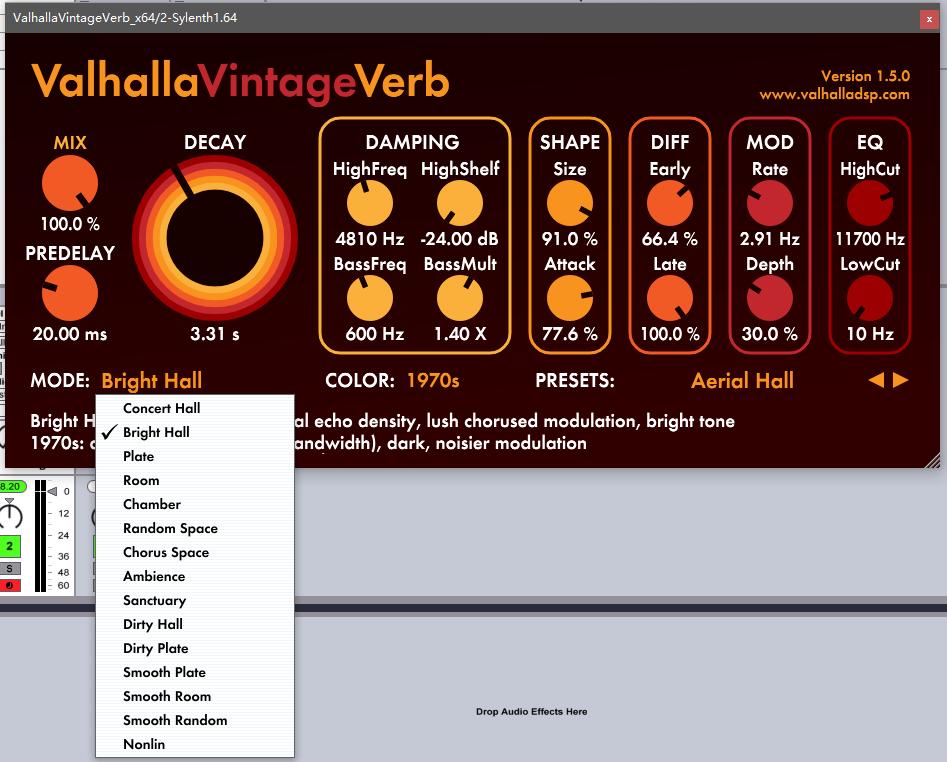 ValhallaVintageVerb_x64/2-Sylenth1.64
x
ValhallaVintageVerb
Version 1.5.0
www.valhalladsp.com
MIX
100.0 %
PREDELAY
20.00 ms
DECAY
3.31 s
DAMPING
HighFreq HighShelf
4810 Hz -24.00 dB
BassFreq BassMult
600 Hz 1.40 X
SHAPE
Size
91.0 %
Attack
77.6 %
DIFF
Early
66.4 %
Late
100.0 %
MOD
Rate
2.91 Hz
Depth
30.0 %
EQ
HighCut
11700 Hz
LowCut
10 Hz
MODE: Bright Hall COLOR: 1970s PRESETS: Aerial Hall
Bright H al echo density, lush chorused modulation, bright tone
1970s: andwidth), dark, noisier modulation
Concert Hall
Bright Hall
Plate
Room
Chamber
Random Space
Chorus Space
Ambience
Sanctuary
Dirty Hall
Dirty Plate
Smooth Plate
Smooth Room
Smooth Random
Nonlin
8.20
0
12
24
36
48
60
2
S
Drop Audio Effects Here